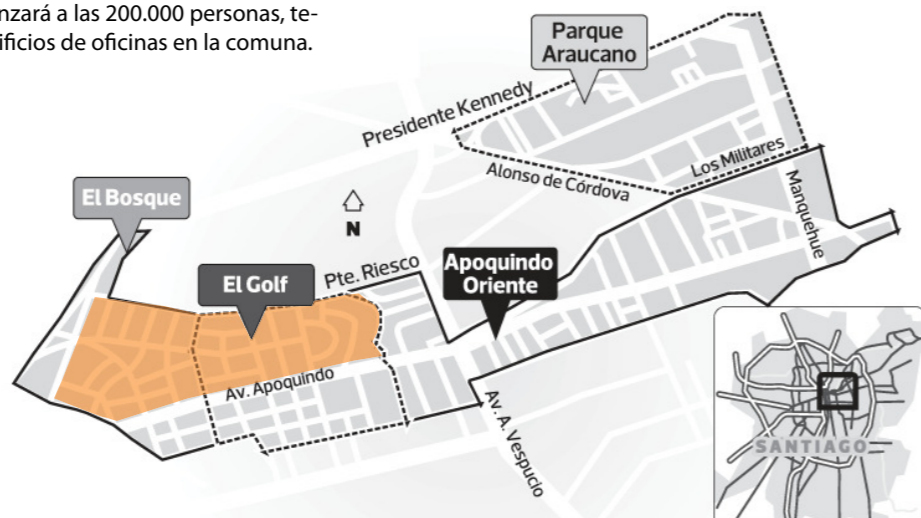 nzará a las 200.000 personas, te-
ificios de oficinas en la comuna.
Parque
Araucano
Presidente Kennedy
Los Militares
Alonso de Córdova
Manquehue
El Bosque
N
Pte. Riesco
El Golf
Apoquindo
Oriente
Av. Apoquindo
Av. A. Vespucio
SANTIAGO